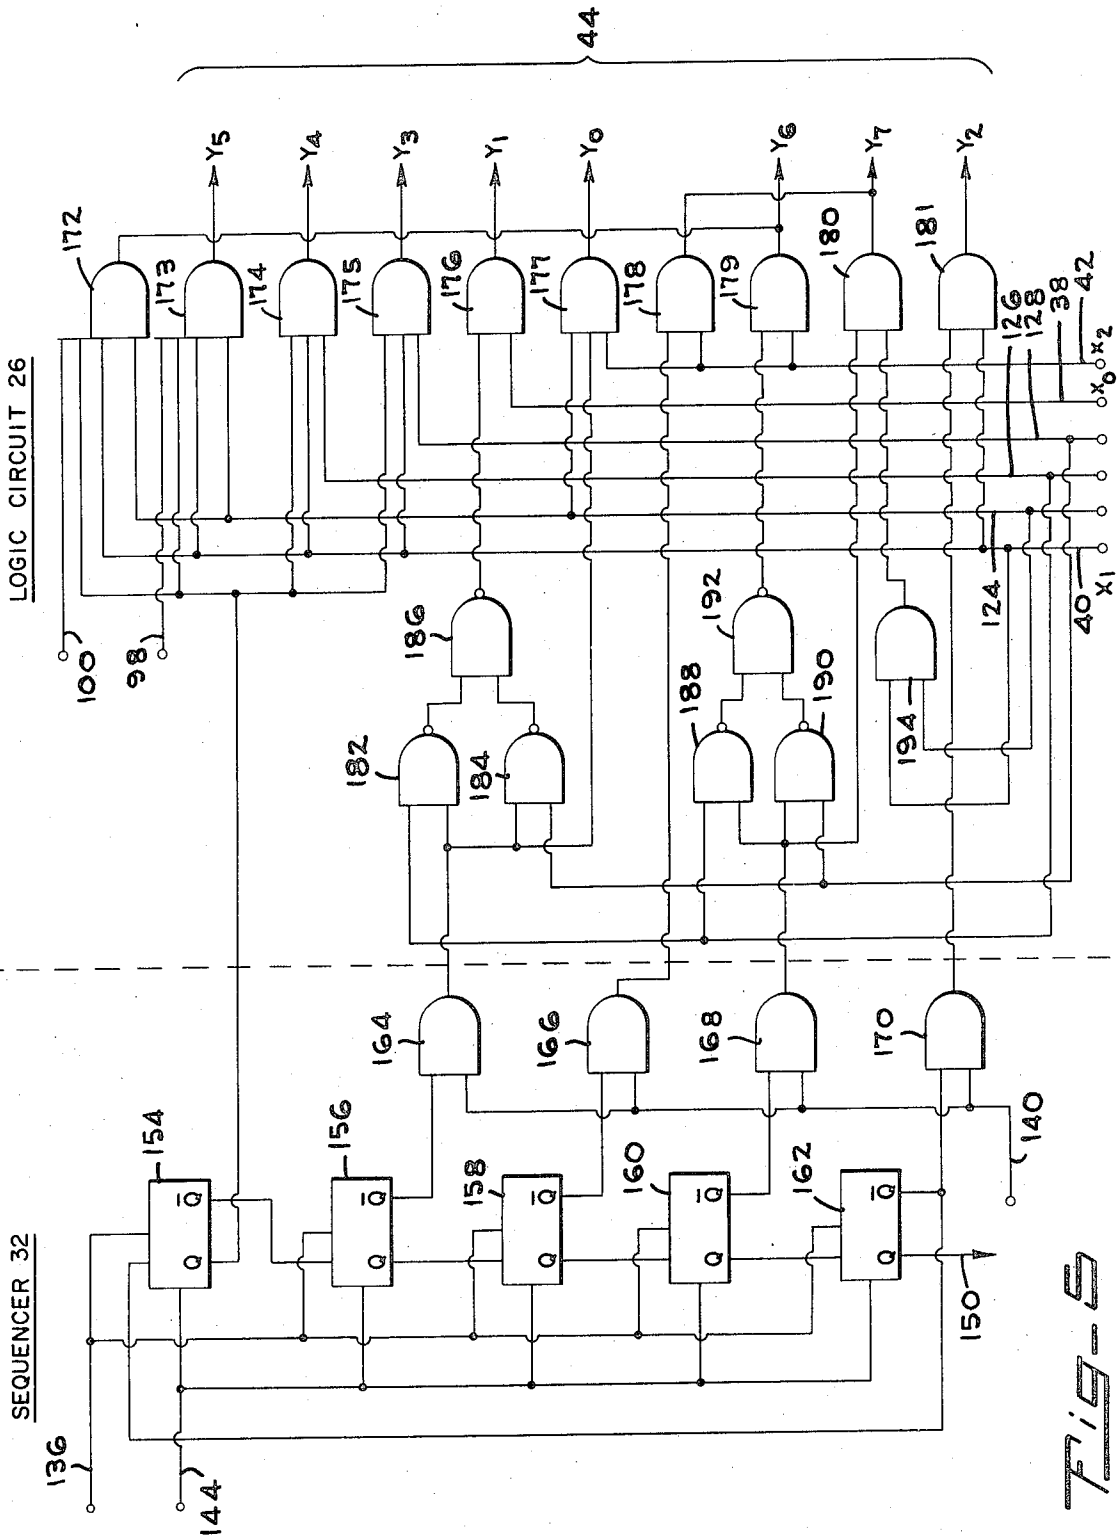 SEQUENCER 32
LOGIC CIRCUIT 26
136
144
154
Q
Q̅
156
Q
Q̅
158
Q
Q̅
160
Q
Q̅
162
Q
Q̅
150
140
164
166
168
170
100
98
182
184
186
188
190
192
194
172
173
174
175
176
177
178
179
180
181
Y5
Y4
Y3
Y1
Y0
Y6
Y7
Y2
44
40
X1
124
126
128
38
X0
42
X2
Fig-5